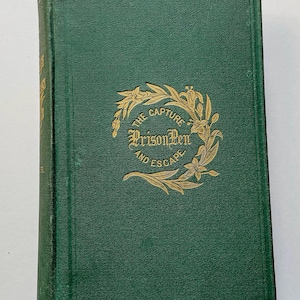 THE CAPTURE
Prison Pen
AND ESCAPE